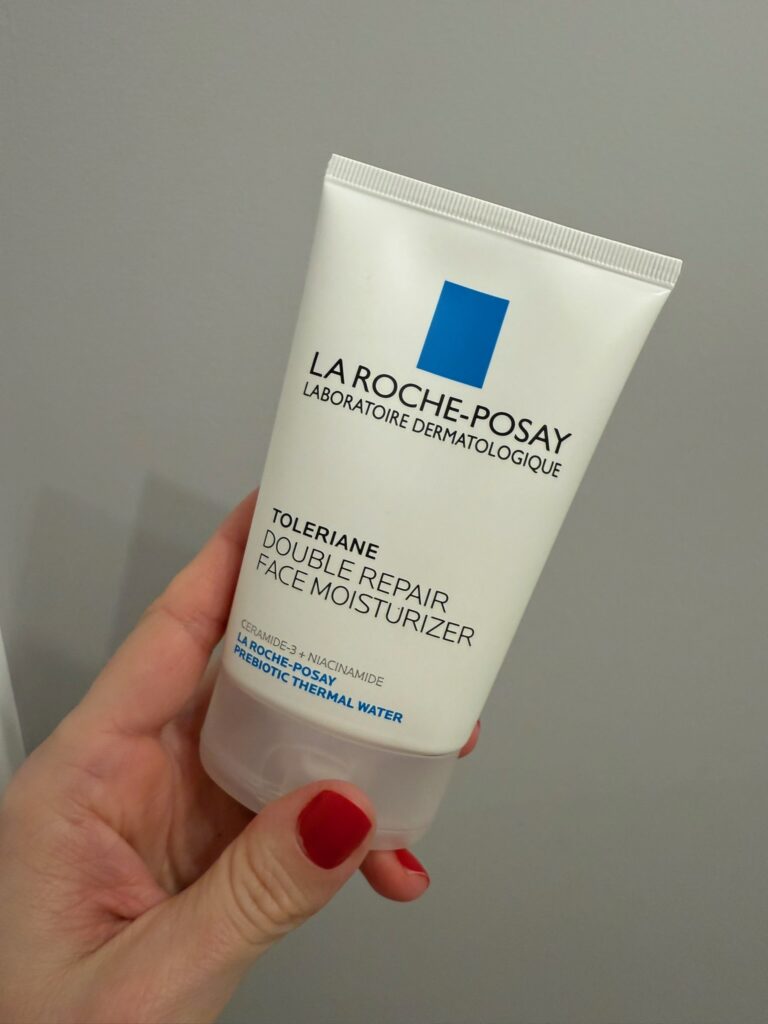 LA ROCHE-POSAY
LABORATOIRE DERMATOLOGIQUE
TOLERIANE
DOUBLE REPAIR
FACE MOISTURIZER
CERAMIDE-3 + NIACINAMIDE
LA ROCHE-POSAY
PREBIOTIC THERMAL WATER